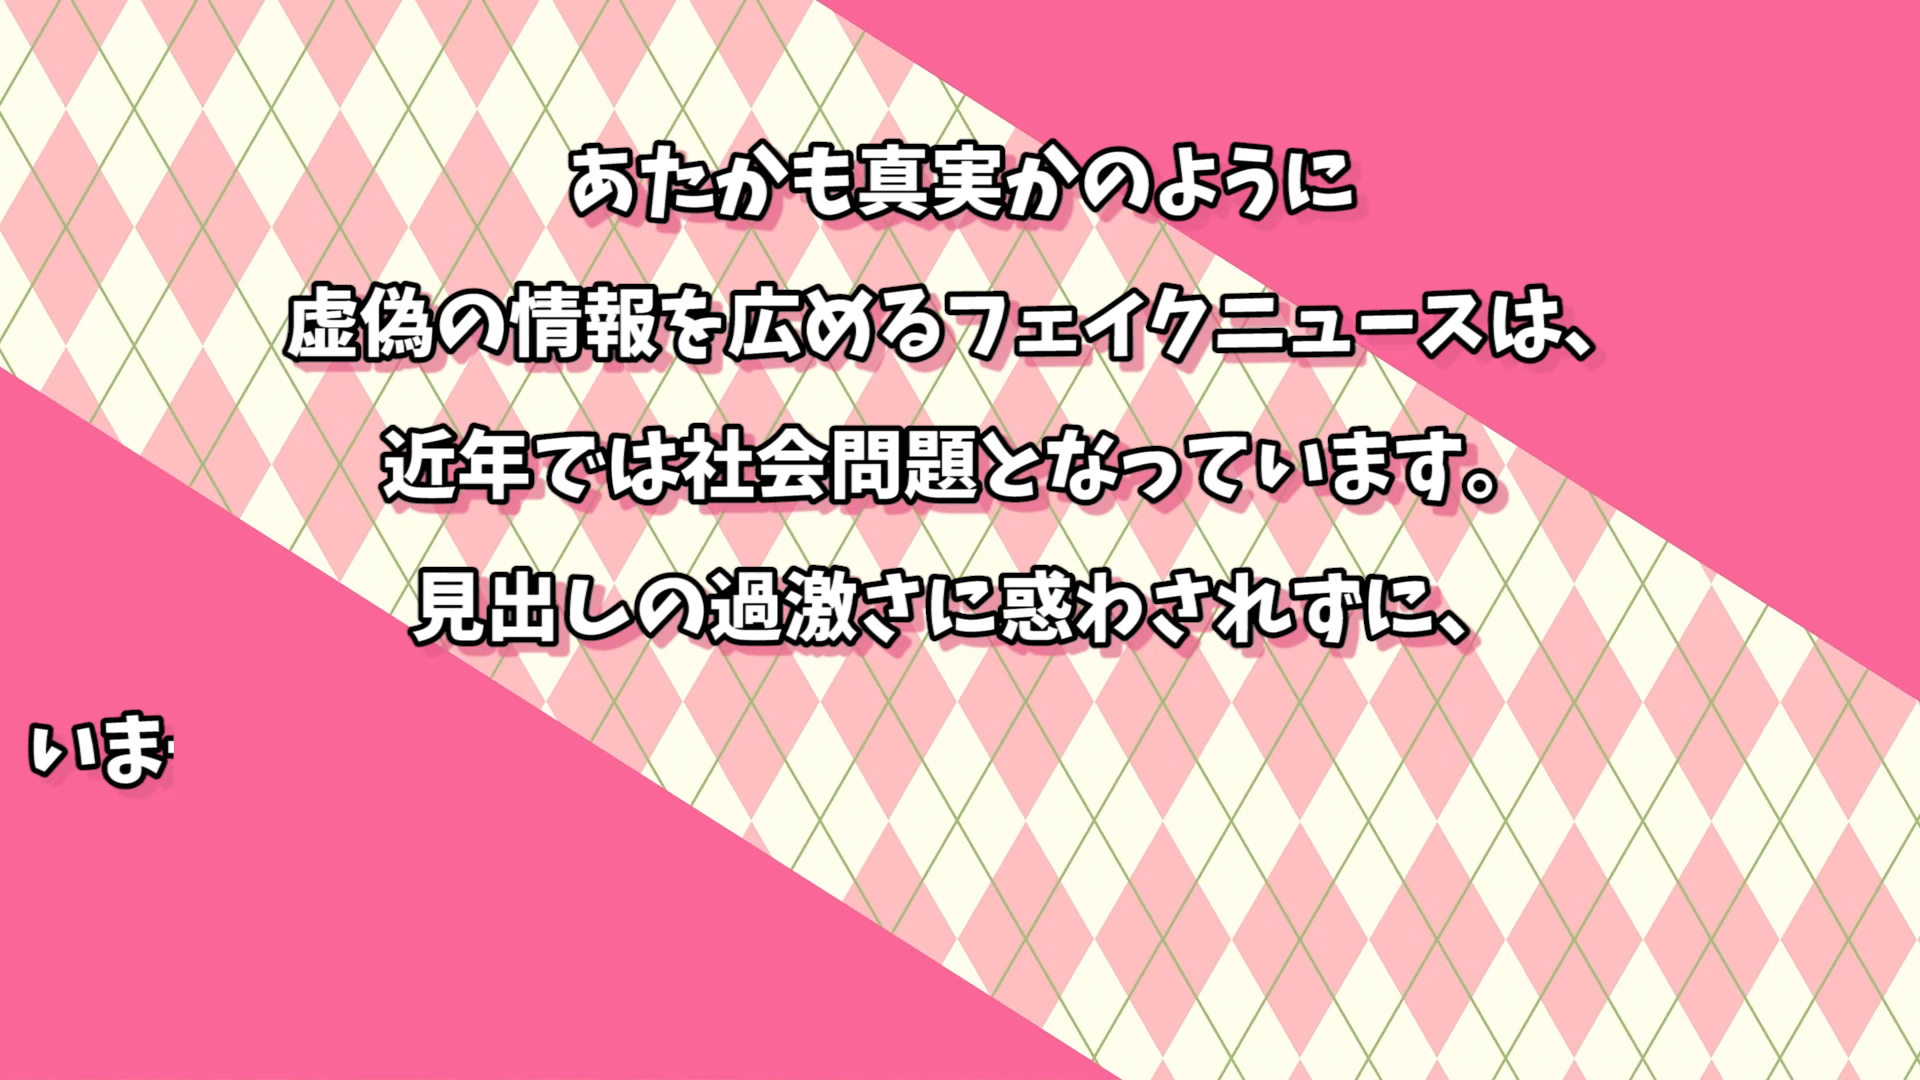 あたかも真実かのように
虚偽の情報を広めるフェイクニュースは、
近年では社会問題となっています。
見出しの過激さに惑わされずに、
いま